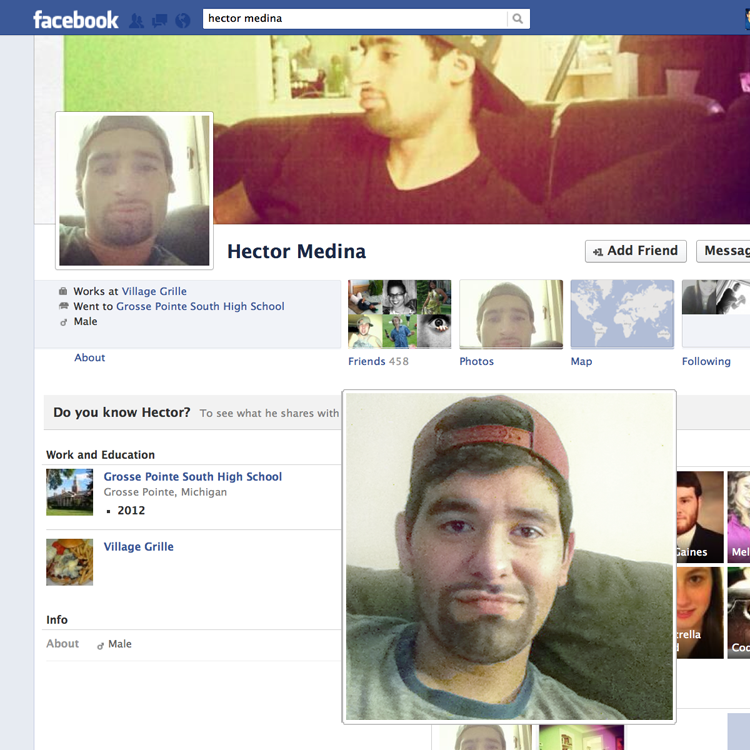 facebook
hector medina
Hector Medina
Add Friend
Messag
Works at Village Grille
Went to Grosse Pointe South High School
Male
About
Friends 458
Photos
Map
Following
Do you know Hector? To see what he shares with
Work and Education
Grosse Pointe South High School
Grosse Pointe, Michigan
2012
Village Grille
Info
About
Male
Gaines
Mel
trella
Coo